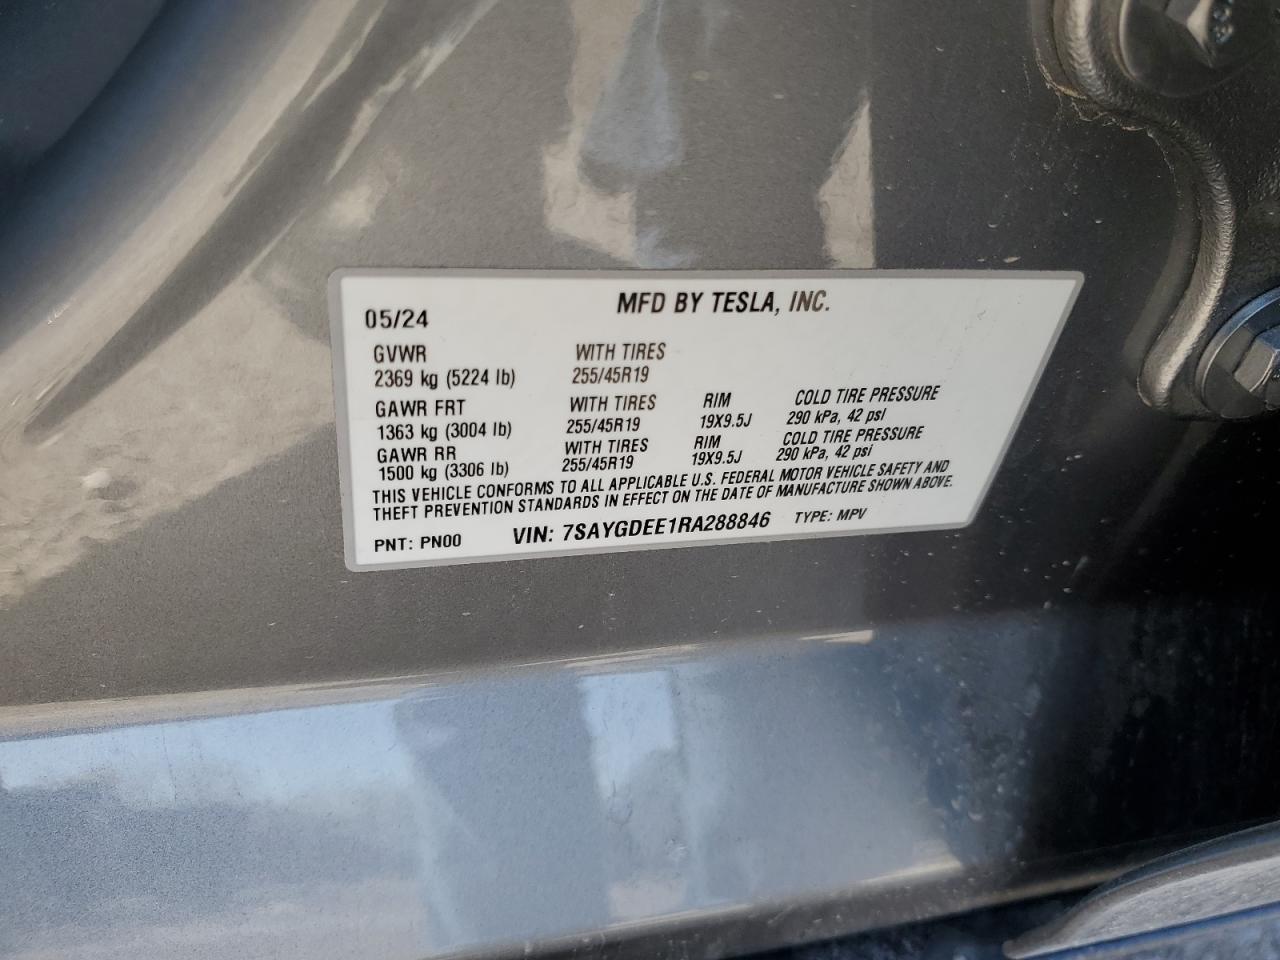 MFD BY TESLA, INC.
05/24
GVWR WITH TIRES
2369 kg (5224 lb) 255/45R19
GAWR FRT WITH TIRES RIM COLD TIRE PRESSURE
1363 kg (3004 lb) 255/45R19 19X9.5J 290 kPa, 42 psi
GAWR RR WITH TIRES RIM COLD TIRE PRESSURE
1500 kg (3306 lb) 255/45R19 19X9.5J 290 kPa, 42 psi
THIS VEHICLE CONFORMS TO ALL APPLICABLE U.S. FEDERAL MOTOR VEHICLE SAFETY AND
THEFT PREVENTION STANDARDS IN EFFECT ON THE DATE OF MANUFACTURE SHOWN ABOVE.
PNT: PN00 VIN: 7SAYGDEE1RA288846 TYPE: MPV